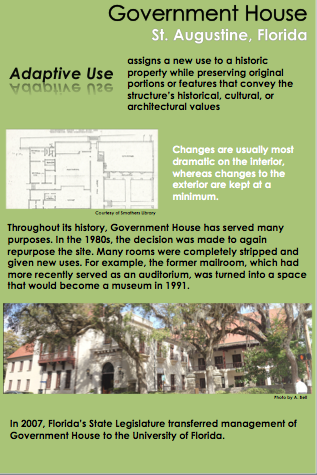 Government House
St. Augustine, Florida
Adaptive Use
assigns a new use to a historic
property while preserving original
portions or features that convey the
structure's historical, cultural, or
architectural values
Changes are usually most
dramatic on the interior,
whereas changes to the
exterior are kept at a
minimum.
Courtesy of Smathers Library
Throughout its history, Government House has served many
purposes. In the 1980s, the decision was made to again
repurpose the site. Many rooms were completely stripped and
given new uses. For example, the former mailroom, which had
more recently served as an auditorium, was turned into a space
that would become a museum in 1991.
Photo by A. Bell
In 2007, Florida's State Legislature transferred management of
Government House to the University of Florida.